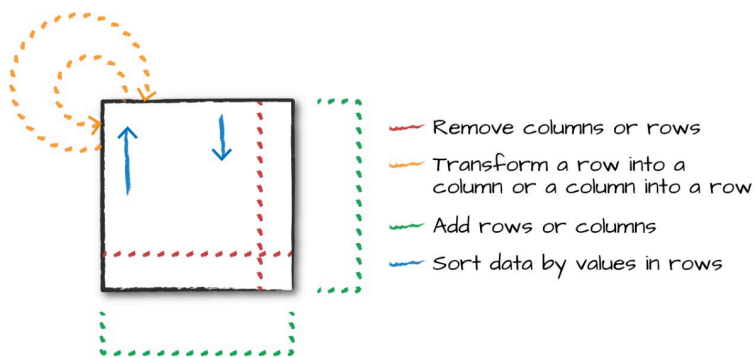 Remove columns or rows
Transform a row into a
column or a column into a row
Add rows or columns
Sort data by values in rows